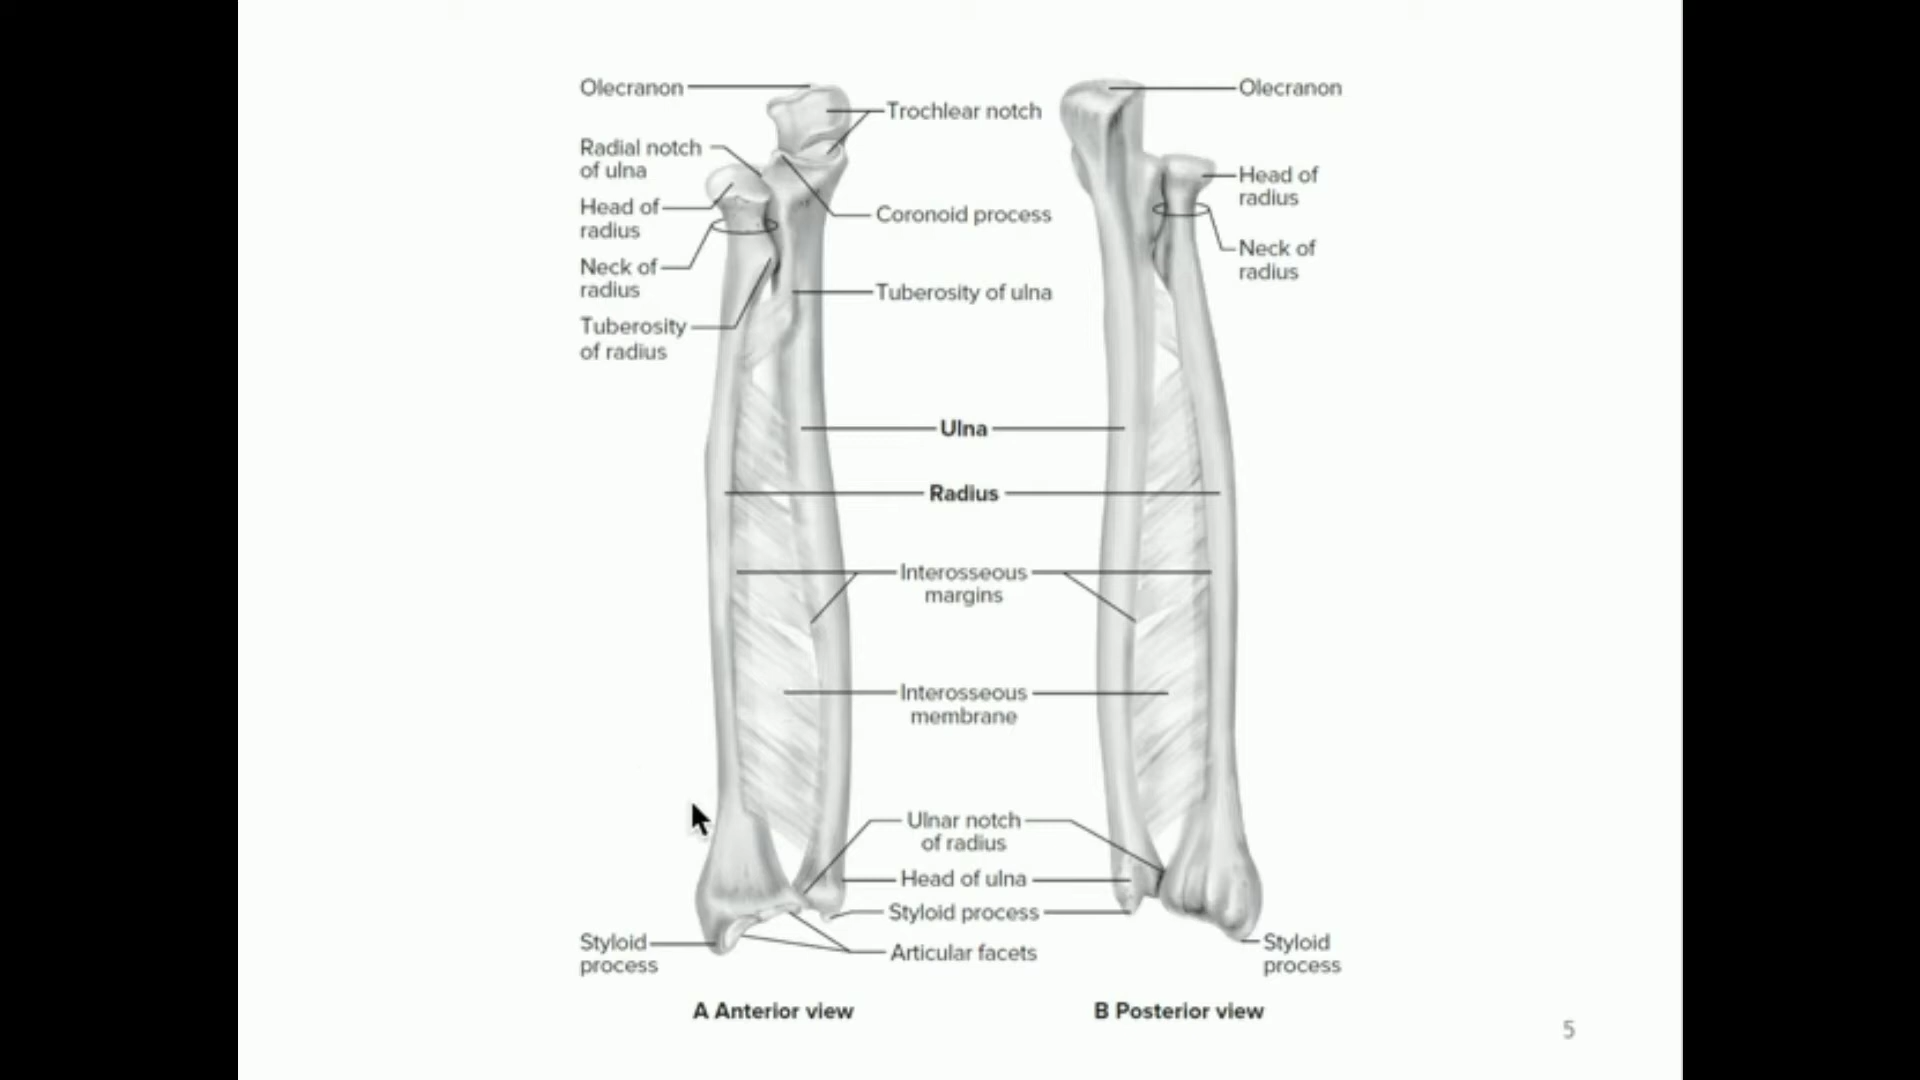 Olecranon
Trochlear notch
Radial notch
of ulna
Head of
radius
Coronoid process
Neck of
radius
Tuberosity of ulna
Tuberosity
of radius
Olecranon
Head of
radius
Neck of
radius
Ulna
Radius
Interosseous
margins
Interosseous
membrane
Ulnar notch
of radius
Head of ulna
Styloid process
Articular facets
Styloid
process
Styloid
process
A Anterior view
B Posterior view
5